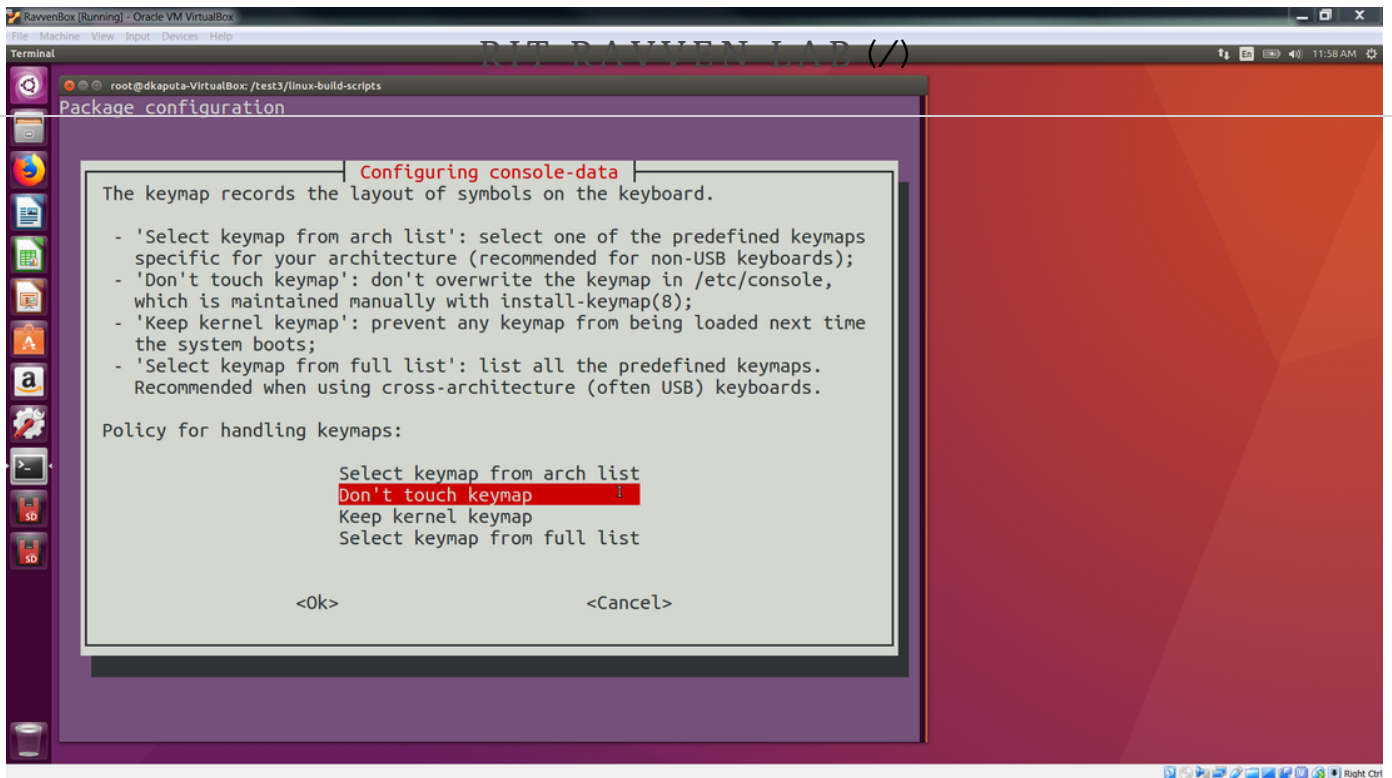 RavvenBox [Running] - Oracle VM VirtualBox
File Machine View Input Devices Help
RIT RAVVEN LAB (/)
Terminal
En
11:58 AM
root@dkaputa-VirtualBox: /test3/linux-build-scripts
Package configuration
Configuring console-data
The keymap records the layout of symbols on the keyboard.
- 'Select keymap from arch list': select one of the predefined keymaps
specific for your architecture (recommended for non-USB keyboards);
- 'Don't touch keymap': don't overwrite the keymap in /etc/console,
which is maintained manually with install-keymap(8);
- 'Keep kernel keymap': prevent any keymap from being loaded next time
the system boots;
- 'Select keymap from full list': list all the predefined keymaps.
Recommended when using cross-architecture (often USB) keyboards.
Policy for handling keymaps:
Select keymap from arch list
Don't touch keymap
Keep kernel keymap
Select keymap from full list
<Ok> <Cancel>
a
SD
SD
Right Ctrl